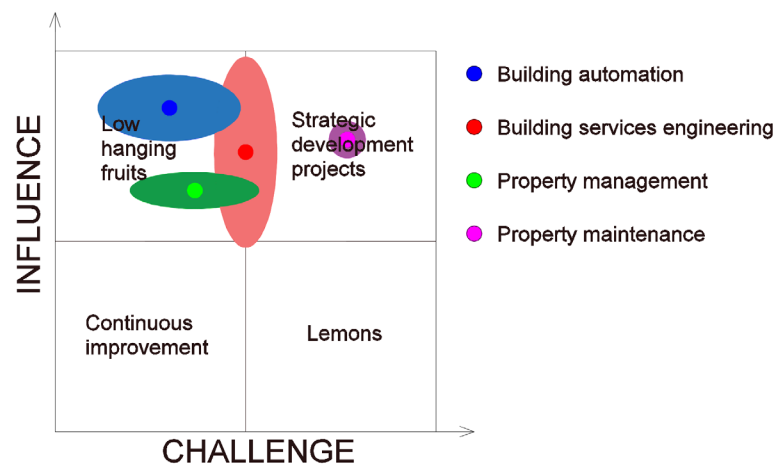 INFLUENCE
Low
hanging
fruits
Strategic
development
projects
Continuous
improvement
Lemons
CHALLENGE
Building automation
Building services engineering
Property management
Property maintenance